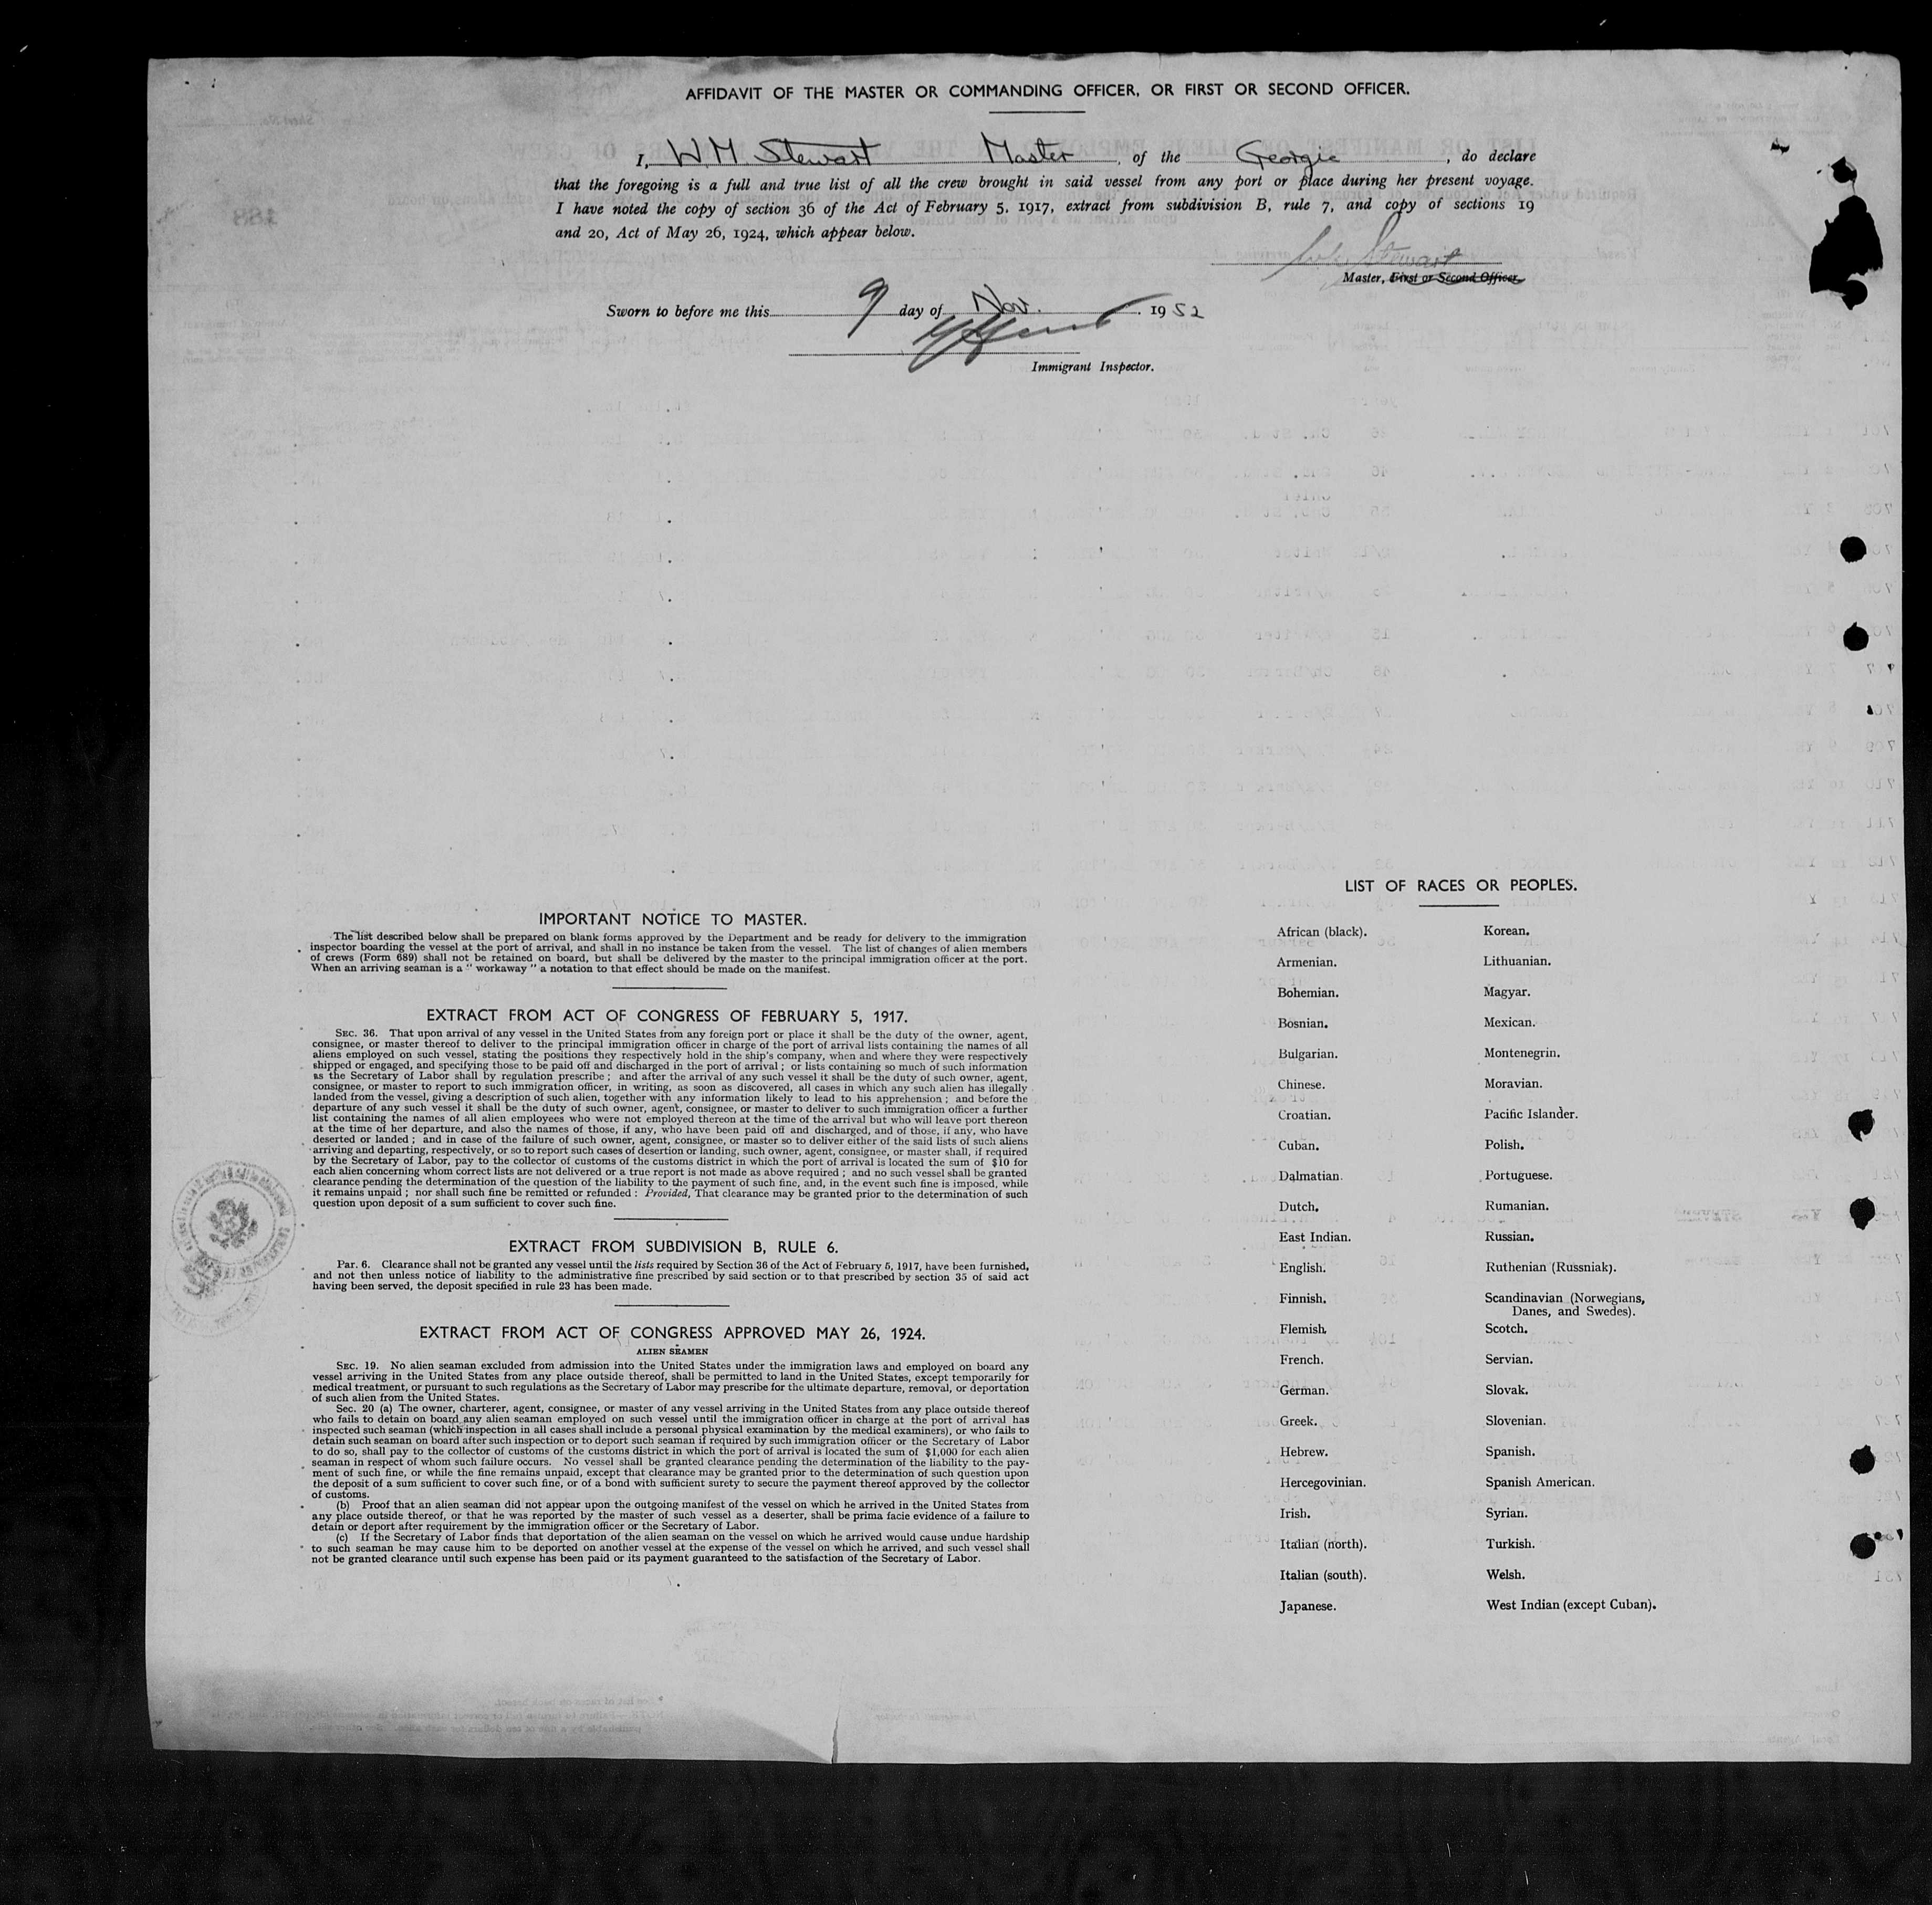 AFFIDAVIT OF THE MASTER OR COMMANDING OFFICER, OR FIRST OR SECOND OFFICER.
I, W.M. Stewart Master, of the Georgic, do declare
that the foregoing is a full and true list of all the crew brought in said vessel from any port or place during her present voyage.
I have noted the copy of section 36 of the Act of February 5, 1917, extract from subdivision B, rule 7, and copy of sections 19
and 20, Act of May 26, 1924, which appear below.
Stewart
Master, First or Second Officer.
Sworn to before me this 9 day of Nov. 1952
Immigrant Inspector.
IMPORTANT NOTICE TO MASTER.
The list described below shall be prepared on blank forms approved by the Department and be ready for delivery to the immigration
inspector boarding the vessel at the port of arrival, and shall in no instance be taken from the vessel. The list of changes of alien members
of crews (Form 689) shall not be retained on board, but shall be delivered by the master to the principal immigration officer at the port.
When an arriving seaman is a " workaway " a notation to that effect should be made on the manifest.
EXTRACT FROM ACT OF CONGRESS OF FEBRUARY 5, 1917.
SEC. 36. That upon arrival of any vessel in the United States from any foreign port or place it shall be the duty of the owner, agent,
consignee, or master thereof to deliver to the principal immigration officer in charge of the port of arrival lists containing the names of all
aliens employed on such vessel, stating the positions they respectively hold in the ship's company, when and where they were respectively
shipped or engaged, and specifying those to be paid off and discharged in the port of arrival ; or lists containing so much of such information
as the Secretary of Labor shall by regulation prescribe ; and after the arrival of any such vessel it shall be the duty of such owner, agent,
consignee, or master to report to such immigration officer, in writing, as soon as discovered, all cases in which any such alien has illegally
landed from the vessel, giving a description of such alien, together with any information likely to lead to his apprehension ; and before the
departure of any such vessel it shall be the duty of such owner, agent, consignee, or master to deliver to such immigration officer a further
list containing the names of all alien employees who were not employed thereon at the time of the arrival but who will leave port thereon
at the time of her departure, and also the names of those, if any, who have been paid off and discharged, and of those, if any, who have
deserted or landed ; and in case of the failure of such owner, agent, consignee, or master so to deliver either of the said lists of such aliens
arriving and departing, respectively, or so to report such cases of desertion or landing, such owner, agent, consignee, or master shall, if required
by the Secretary of Labor, pay to the collector of customs of the customs district in which the port of arrival is located the sum of $10 for
each alien concerning whom correct lists are not delivered or a true report is not made as above required ; and no such vessel shall be granted
clearance pending the determination of the question of the liability to the payment of such fine, and, in the event such fine is imposed, while
it remains unpaid ; nor shall such fine be remitted or refunded : Provided, That clearance may be granted prior to the determination of such
question upon deposit of a sum sufficient to cover such fine.
EXTRACT FROM SUBDIVISION B, RULE 6.
Par. 6. Clearance shall not be granted any vessel until the lists required by Section 36 of the Act of February 5, 1917, have been furnished,
and not then unless notice of liability to the administrative fine prescribed by said section or to that prescribed by section 35 of said act
having been served, the deposit specified in rule 23 has been made.
EXTRACT FROM ACT OF CONGRESS APPROVED MAY 26, 1924.
ALIEN SEAMEN
SEC. 19. No alien seaman excluded from admission into the United States under the immigration laws and employed on board any
vessel arriving in the United States from any place outside thereof, shall be permitted to land in the United States, except temporarily for
medical treatment, or pursuant to such regulations as the Secretary of Labor may prescribe for the ultimate departure, removal, or deportation
of such alien from the United States.
Sec. 20 (a) The owner, charterer, agent, consignee, or master of any vessel arriving in the United States from any place outside thereof
who fails to detain on board any alien seaman employed on such vessel until the immigration officer in charge at the port of arrival has
inspected such seaman (which inspection in all cases shall include a personal physical examination by the medical examiners), or who fails to
detain such seaman on board after such inspection or to deport such seaman if required by such immigration officer or the Secretary of Labor
to do so, shall pay to the collector of customs of the customs district in which the port of arrival is located the sum of $1,000 for each alien
seaman in respect of whom such failure occurs. No vessel shall be granted clearance pending the determination of the liability to the pay-
ment of such fine, or while the fine remains unpaid, except that clearance may be granted prior to the determination of such question upon
the deposit of a sum sufficient to cover such fine, or of a bond with sufficient surety to secure the payment thereof approved by the collector
of customs.
(b) Proof that an alien seaman did not appear upon the outgoing manifest of the vessel on which he arrived in the United States from
any place outside thereof, or that he was reported by the master of such vessel as a deserter, shall be prima facie evidence of a failure to
detain or deport after requirement by the immigration officer or the Secretary of Labor.
(c) If the Secretary of Labor finds that deportation of the alien seaman on the vessel on which he arrived would cause undue hardship
to such seaman he may cause him to be deported on another vessel at the expense of the vessel on which he arrived, and such vessel shall
not be granted clearance until such expense has been paid or its payment guaranteed to the satisfaction of the Secretary of Labor.
LIST OF RACES OR PEOPLES.
African (black).
Armenian.
Bohemian.
Bosnian.
Bulgarian.
Chinese.
Croatian.
Cuban.
Dalmatian.
Dutch.
East Indian.
English.
Finnish.
Flemish.
French.
German.
Greek.
Hebrew.
Hercegovinian.
Irish.
Italian (north).
Italian (south).
Japanese.
Korean.
Lithuanian.
Magyar.
Mexican.
Montenegrin.
Moravian.
Pacific Islander.
Polish.
Portuguese.
Rumanian.
Russian.
Ruthenian (Russniak).
Scandinavian (Norwegians,
Danes, and Swedes).
Scotch.
Servian.
Slovak.
Slovenian.
Spanish.
Spanish American.
Syrian.
Turkish.
Welsh.
West Indian (except Cuban).